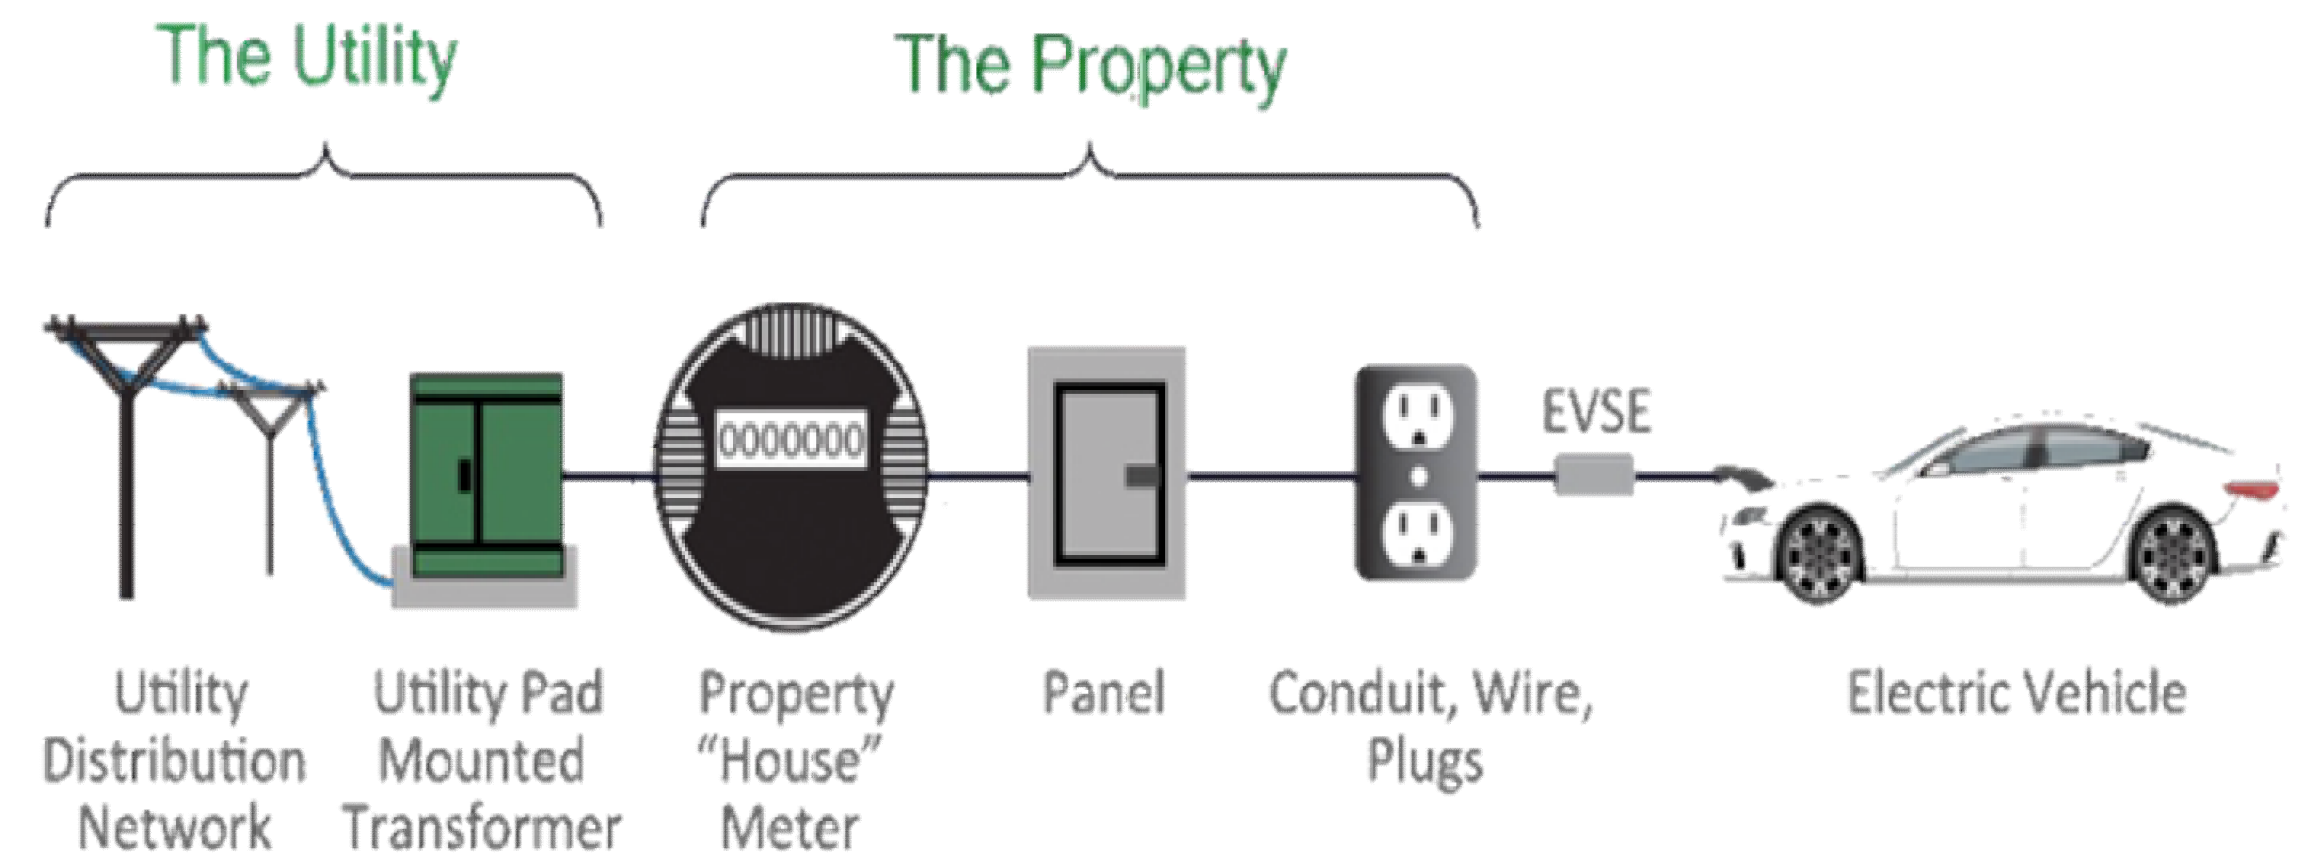 The Utility
The Property
0000000
EVSE
Utility
Distribution
Network
Utility Pad
Mounted
Transformer
Property
“House”
Meter
Panel
Conduit, Wire,
Plugs
Electric Vehicle